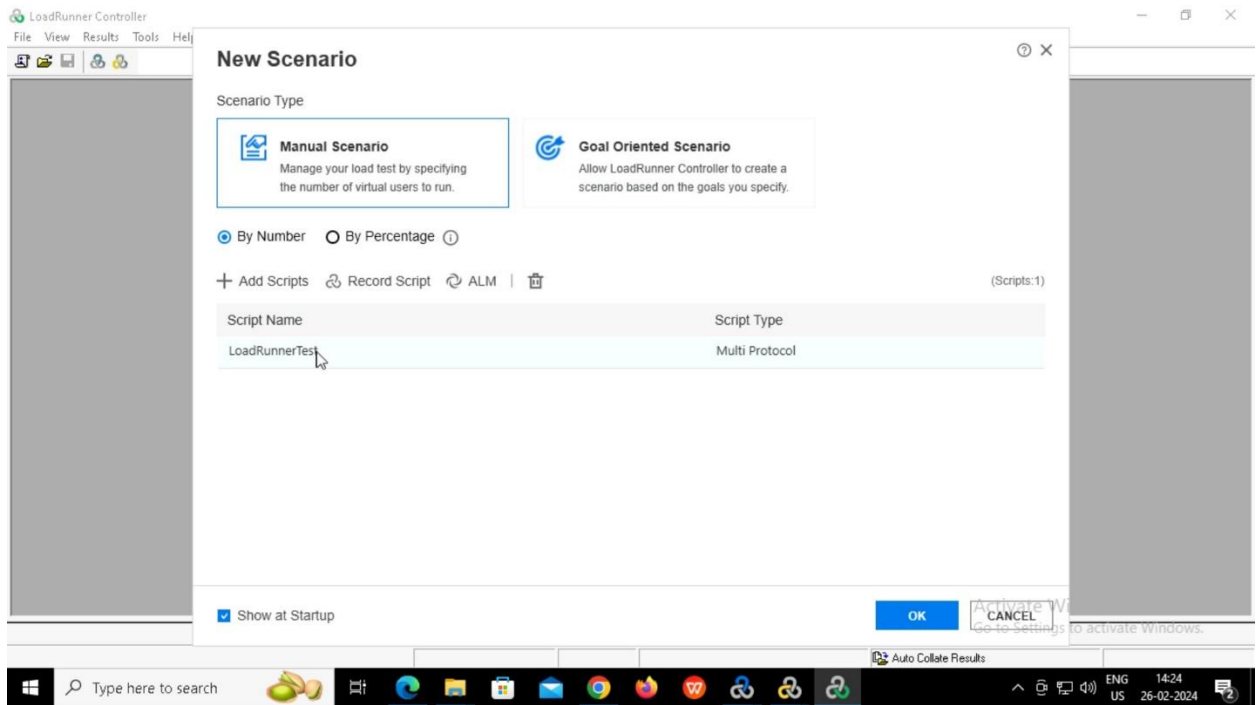 LoadRunner Controller
File View Results Tools Help
New Scenario
Scenario Type
Manual Scenario
Manage your load test by specifying
the number of virtual users to run.
Goal Oriented Scenario
Allow LoadRunner Controller to create a
scenario based on the goals you specify.
By Number By Percentage
Add Scripts Record Script ALM | (Scripts:1)
Script Name Script Type
LoadRunnerTest Multi Protocol
Show at Startup
OK CANCEL
Activate Wi
Go to Settings to activate Windows.
Auto Collate Results
Type here to search
ENG
US
14:24
26-02-2024
2